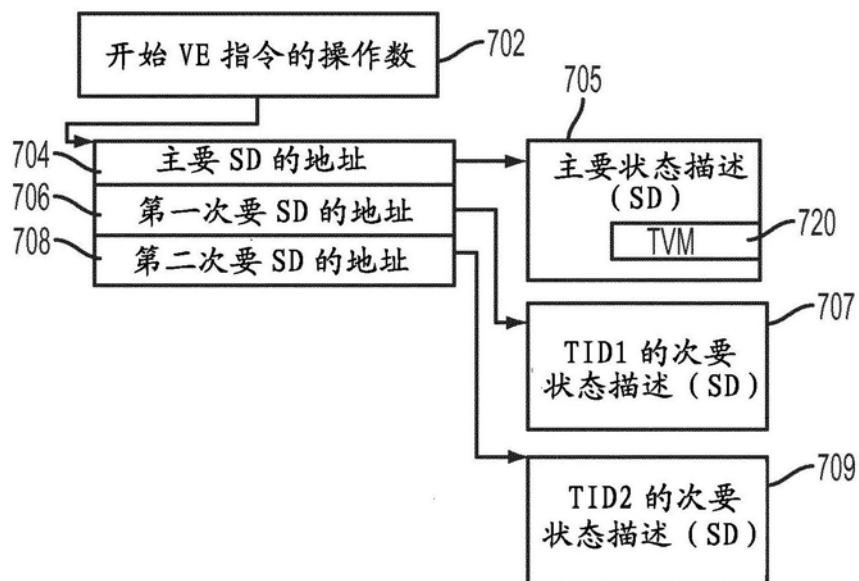 开始 VE 指令的操作数
702
705
704
主要 SD 的地址
706
第一次要 SD 的地址
708
第二次要 SD 的地址
主要状态描述
(SD)
TVM
720
707
TID1 的次要
状态描述 (SD)
709
TID2 的次要
状态描述 (SD)